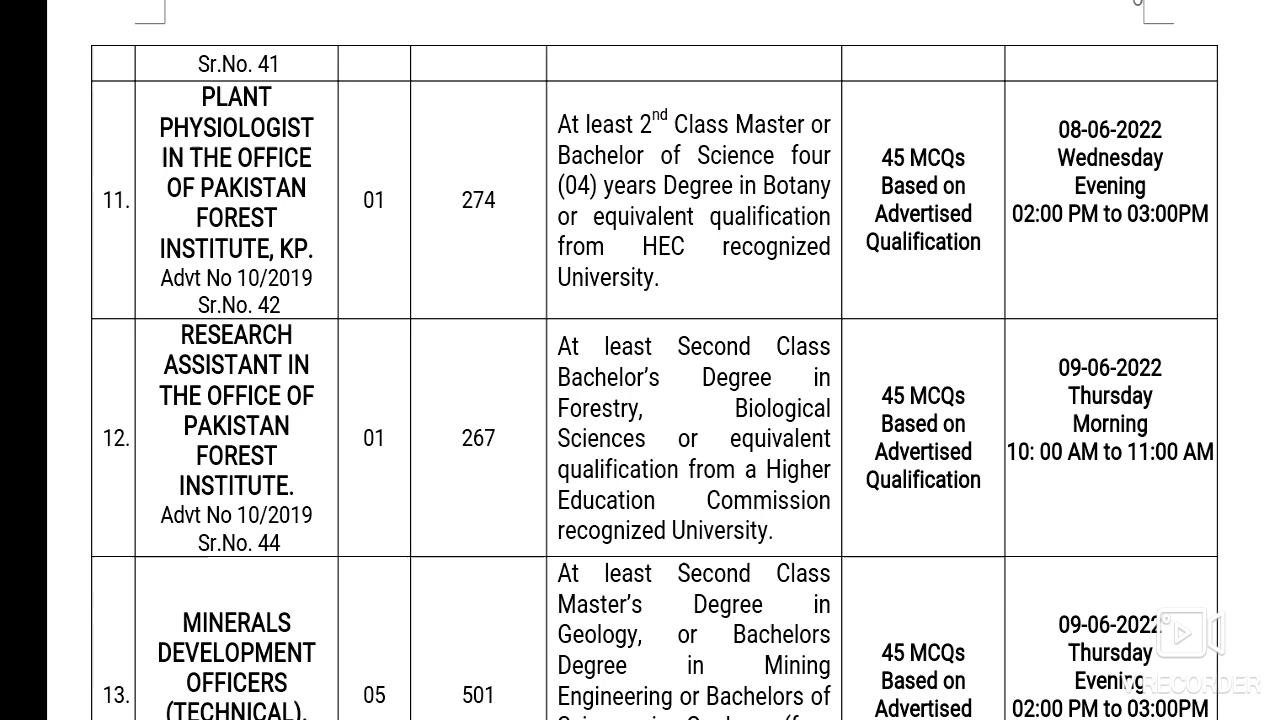 Sr.No. 41
11.
PLANT
PHYSIOLOGIST
IN THE OFFICE
OF PAKISTAN
FOREST
INSTITUTE, KP.
Advt No 10/2019
Sr.No. 42
01
274
At least 2nd Class Master or
Bachelor of Science four
(04) years Degree in Botany
or equivalent qualification
from HEC recognized
University.
45 MCQs
Based on
Advertised
Qualification
08-06-2022
Wednesday
Evening
02:00 PM to 03:00PM
12.
RESEARCH
ASSISTANT IN
THE OFFICE OF
PAKISTAN
FOREST
INSTITUTE.
Advt No 10/2019
Sr.No. 44
01
267
At least Second Class
Bachelor's Degree in
Forestry, Biological
Sciences or equivalent
qualification from a Higher
Education Commission
recognized University.
45 MCQs
Based on
Advertised
Qualification
09-06-2022
Thursday
Morning
10: 00 AM to 11:00 AM
13.
MINERALS
DEVELOPMENT
OFFICERS
(TECHNICAL).
05
501
At least Second Class
Master's Degree in
Geology, or Bachelors
Degree in Mining
Engineering or Bachelors of
45 MCQs
Based on
Advertised
09-06-2022
Thursday
Evening
02:00 PM to 03:00PM
V RECORDER